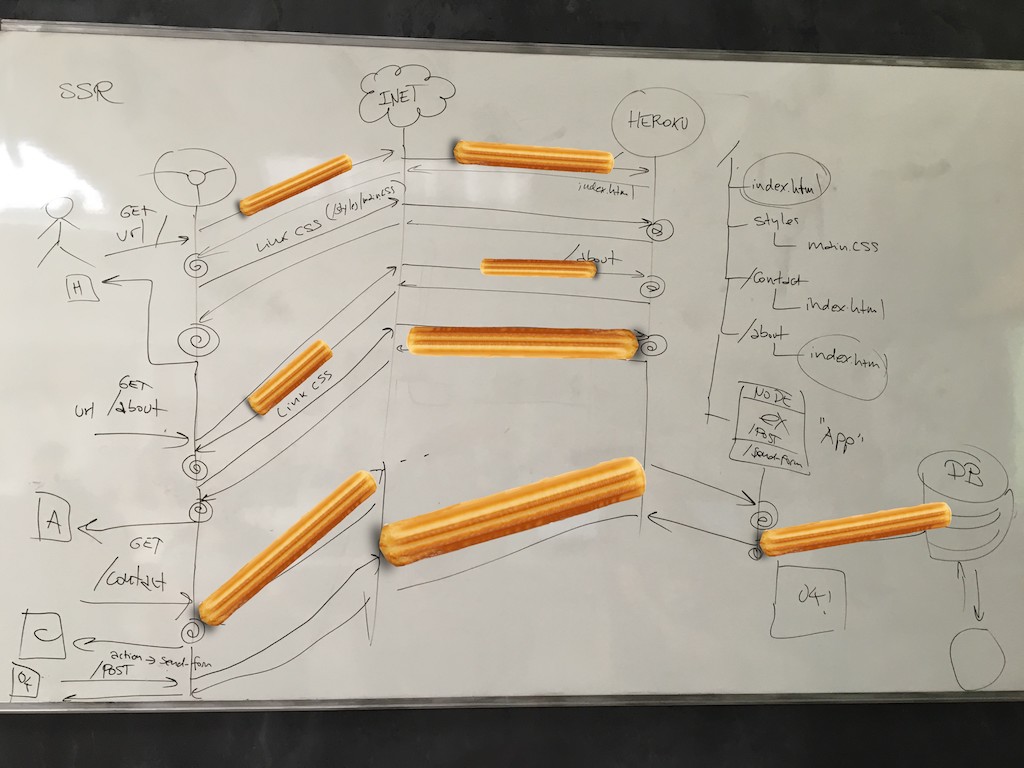 SSR
INET
HEROKU
GET
url /
index.html
Link CSS (/styles/main.css
/about
H
GET
url /about
Link CSS
A
GET
/contact
C
action → send-form
/POST
OK
index.html
styles
main.css
/contact
index.html
/about
index.html
NODE
EX
/POST
/send-form
"App"
DB
OK!